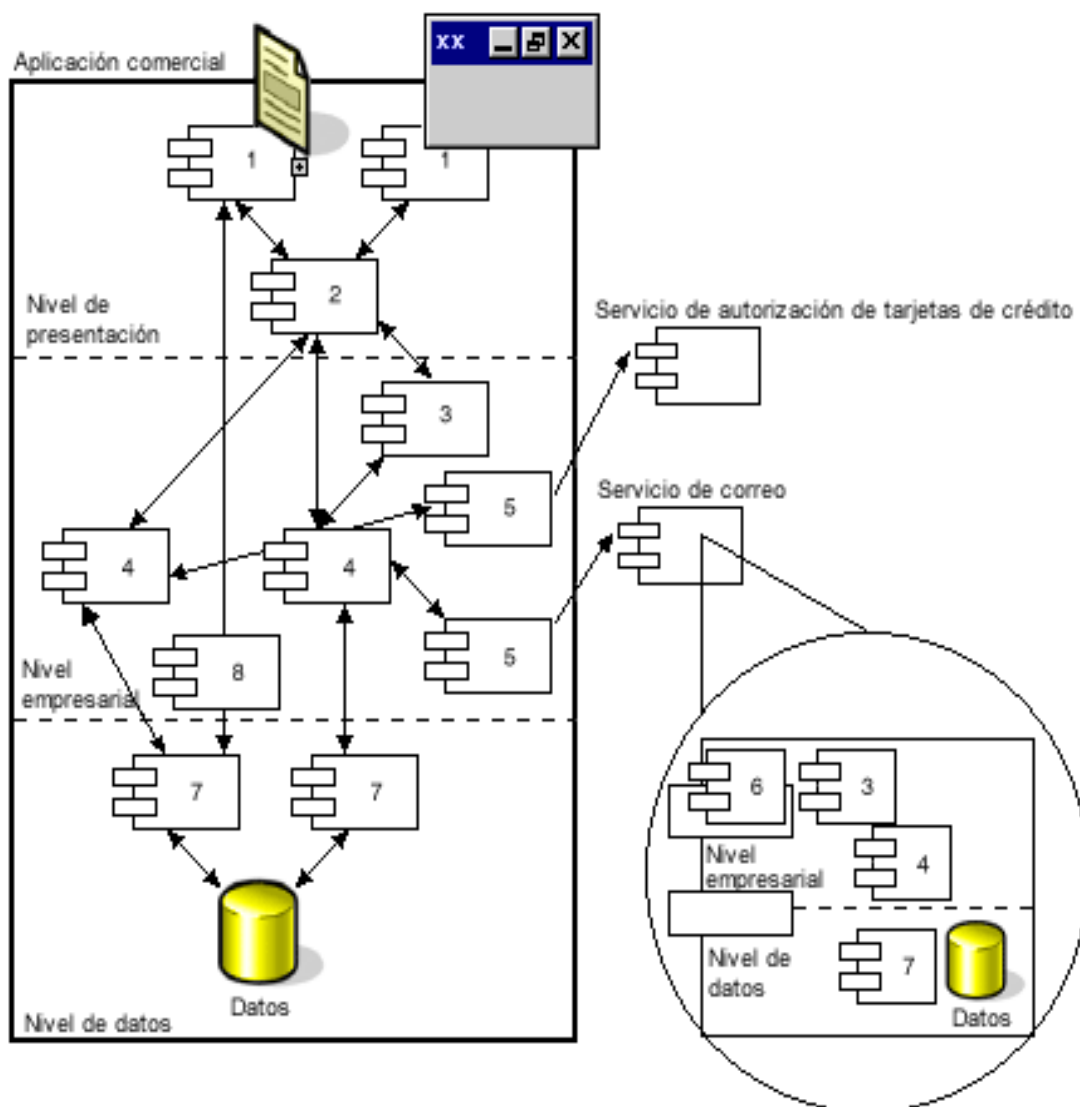 Aplicación comercial
xx
1
1
2
Nivel de
presentación
Servicio de autorización de tarjetas de crédito
3
5
Servicio de correo
4
4
5
8
Nivel
empresarial
7
7
6
3
Nivel
empresarial
4
Nivel de
datos
7
Datos
Datos
Nivel de datos